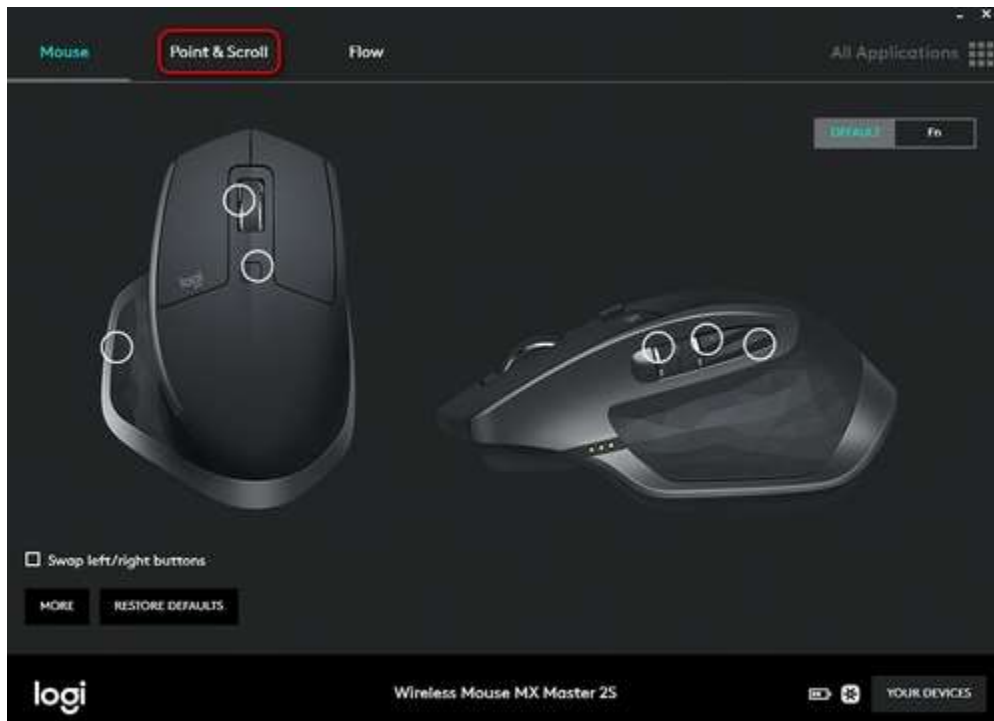 Mouse Point & Scroll Flow All Applications
DEFAULT Fn
logi
Swap left/right buttons
MORE RESTORE DEFAULTS
logi Wireless Mouse MX Master 2S YOUR DEVICES